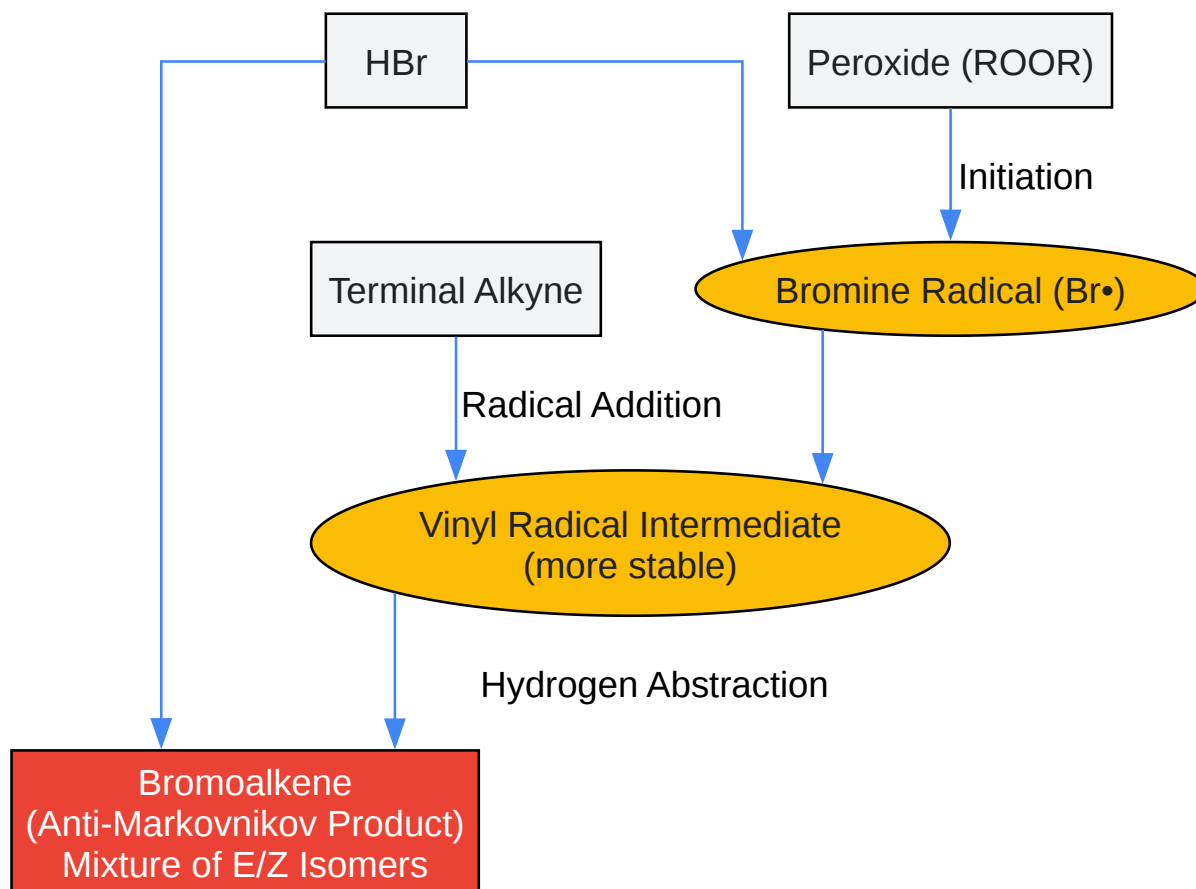 HBr
Peroxide (ROOR)
Initiation
Terminal Alkyne
Bromine Radical (Br•)
Radical Addition
Vinyl Radical Intermediate
(more stable)
Hydrogen Abstraction
Bromoalkene
(Anti-Markovnikov Product)
Mixture of E/Z Isomers